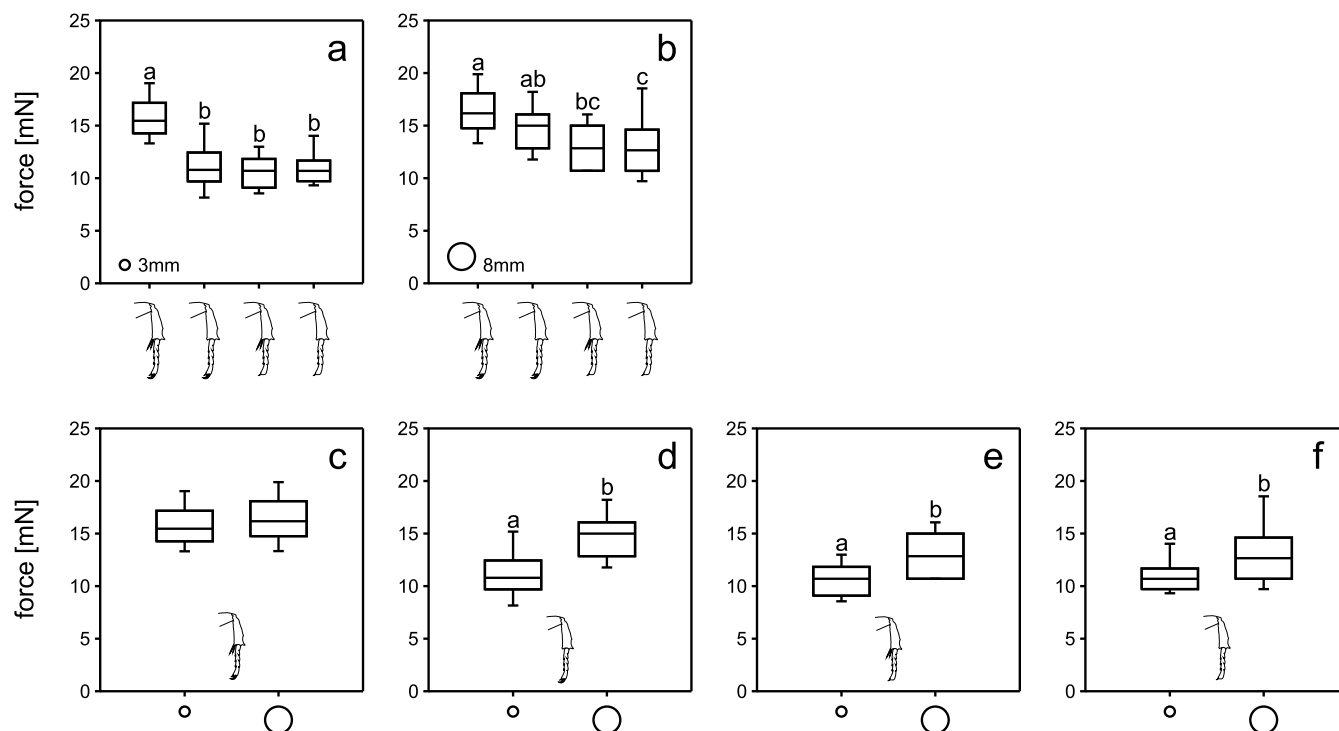 25 a 25 b
20 a 20 a ab c
15 b b b 15 bc
10 10
5 5
3mm 8mm
0 0
force [mN]
25 c 25 d 25 e 25 f
20 20 b 20 20 b
15 15 a 15 a b 15 a
10 10 10 10
5 5 5 5
0 0 0 0
force [mN]